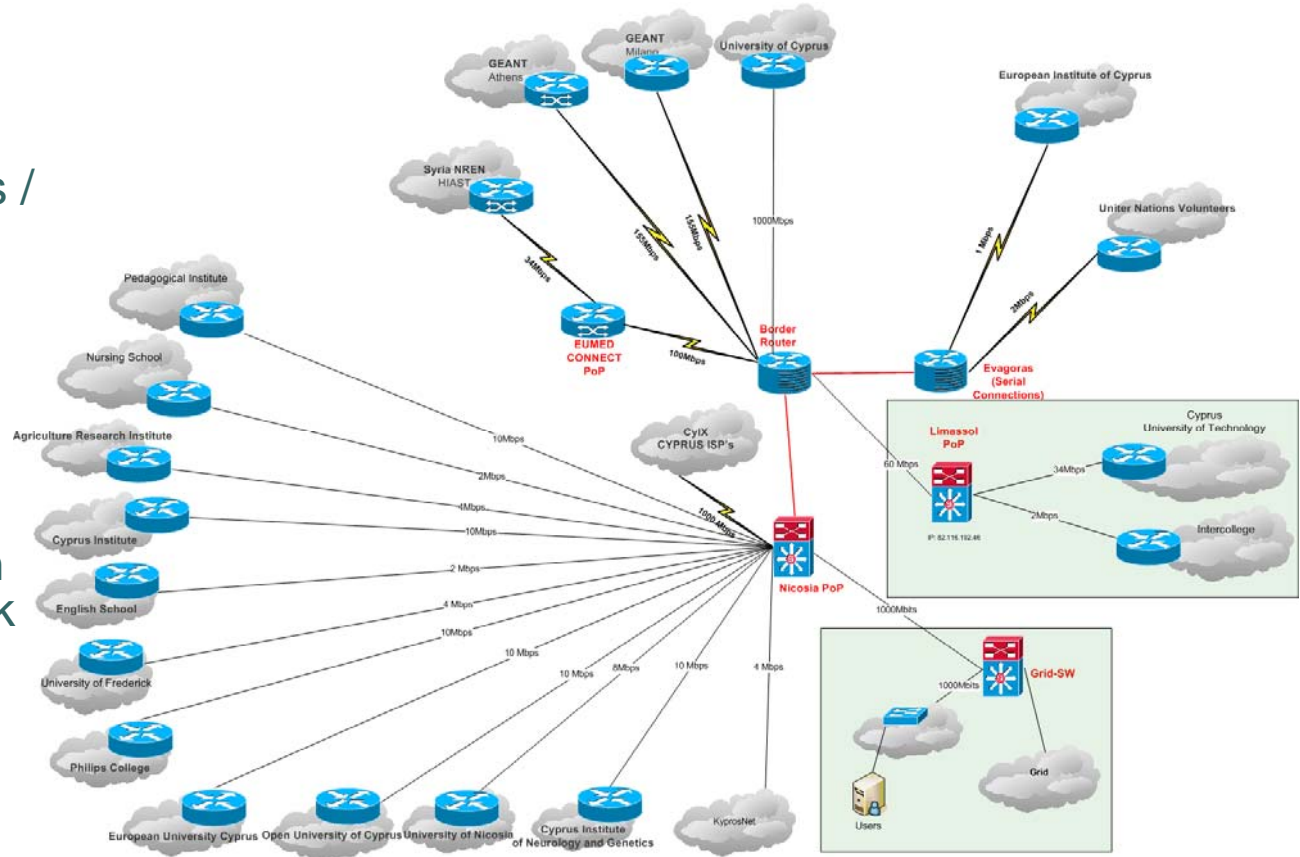 GEANT
Milano
University of Cyprus
GEANT
Athens
European Institute of Cyprus
Syria NREN
HIAST
s /
Uniter Nations Volunteers
1000Mbps
155Mbps
155Mbps
1 Mbps
34Mbps
2Mbps
Pedagogical Institute
Border
Router
EUMED
CONNECT
PoP
100Mbps
Nursing School
Evagoras
(Serial
Connections)
CyIX
CYPRUS ISP's
Cyprus
University of Technology
Limassol
PoP
Agriculture Research Institute
10Mbps
60 Mbps
34Mbps
2Mbps
4Mbps
1000 Mbps
2Mbps
Intercollege
10Mbps
Cyprus Institute
Nicosia PoP
2 Mbps
English School
k
4 Mbps
1000Mbits
10Mbps
University of Frederick
10 Mbps
10 Mbps
8Mbps
10 Mbps
4 Mbps
Grid-SW
1000Mbits
Philips College
Grid
Users
KyprosNet
European University Cyprus
Open University of Cyprus
University of Nicosia
Cyprus Institute
of Neurology and Genetics